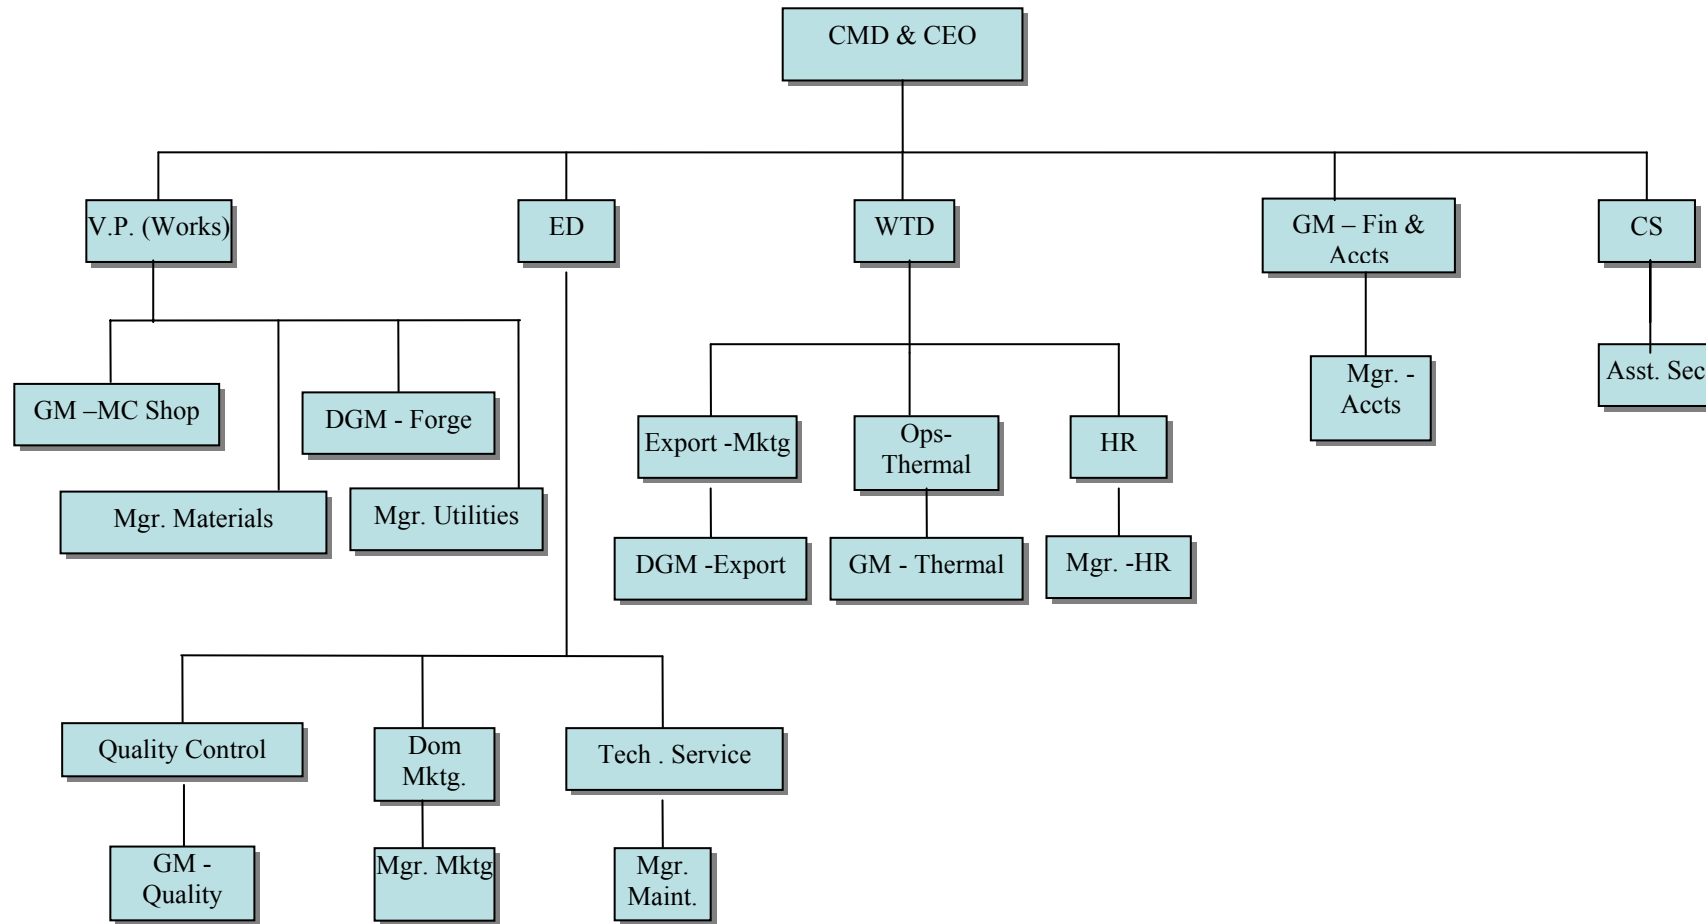 CMD & CEO
V.P. (Works)
ED
WTD
GM – Fin &
Accts
CS
GM –MC Shop
DGM - Forge
Mgr. Materials
Mgr. Utilities
Export -Mktg
Ops-
Thermal
HR
Mgr. -
Accts
Asst. Sec
DGM -Export
GM - Thermal
Mgr. -HR
Quality Control
Dom
Mktg.
Tech . Service
GM -
Quality
Mgr. Mktg
Mgr.
Maint.